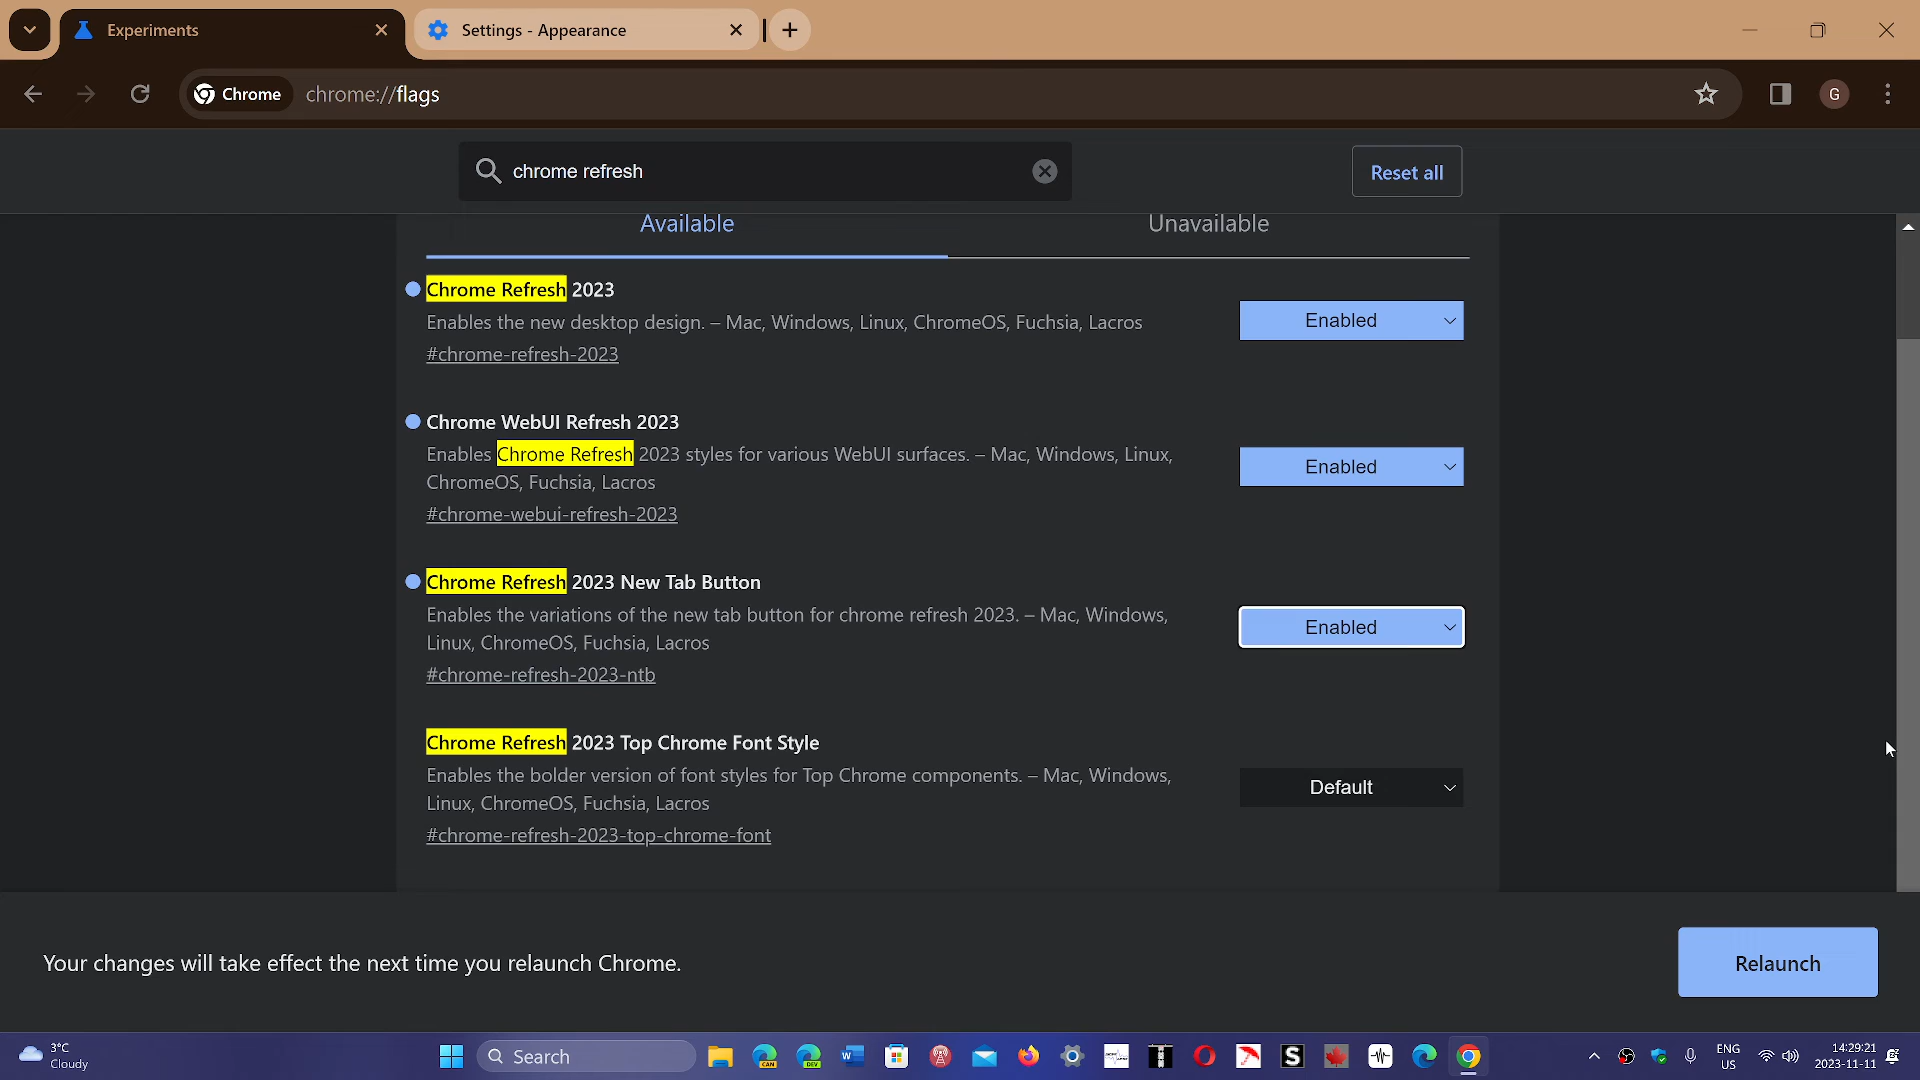 Experiments
Settings - Appearance
Chrome
chrome://flags
G
chrome refresh
Reset all
Available
Unavailable
Chrome Refresh 2023
Enables the new desktop design. – Mac, Windows, Linux, ChromeOS, Fuchsia, Lacros
#chrome-refresh-2023
Enabled
Chrome WebUI Refresh 2023
Enables Chrome Refresh 2023 styles for various WebUI surfaces. – Mac, Windows, Linux,
ChromeOS, Fuchsia, Lacros
#chrome-webui-refresh-2023
Enabled
Chrome Refresh 2023 New Tab Button
Enables the variations of the new tab button for chrome refresh 2023. – Mac, Windows,
Linux, ChromeOS, Fuchsia, Lacros
#chrome-refresh-2023-ntb
Enabled
Chrome Refresh 2023 Top Chrome Font Style
Enables the bolder version of font styles for Top Chrome components. – Mac, Windows,
Linux, ChromeOS, Fuchsia, Lacros
#chrome-refresh-2023-top-chrome-font
Default
Your changes will take effect the next time you relaunch Chrome.
Relaunch
3°C
Cloudy
Search
CAN
DEV
W
S
ENG
US
14:29:21
2023-11-11